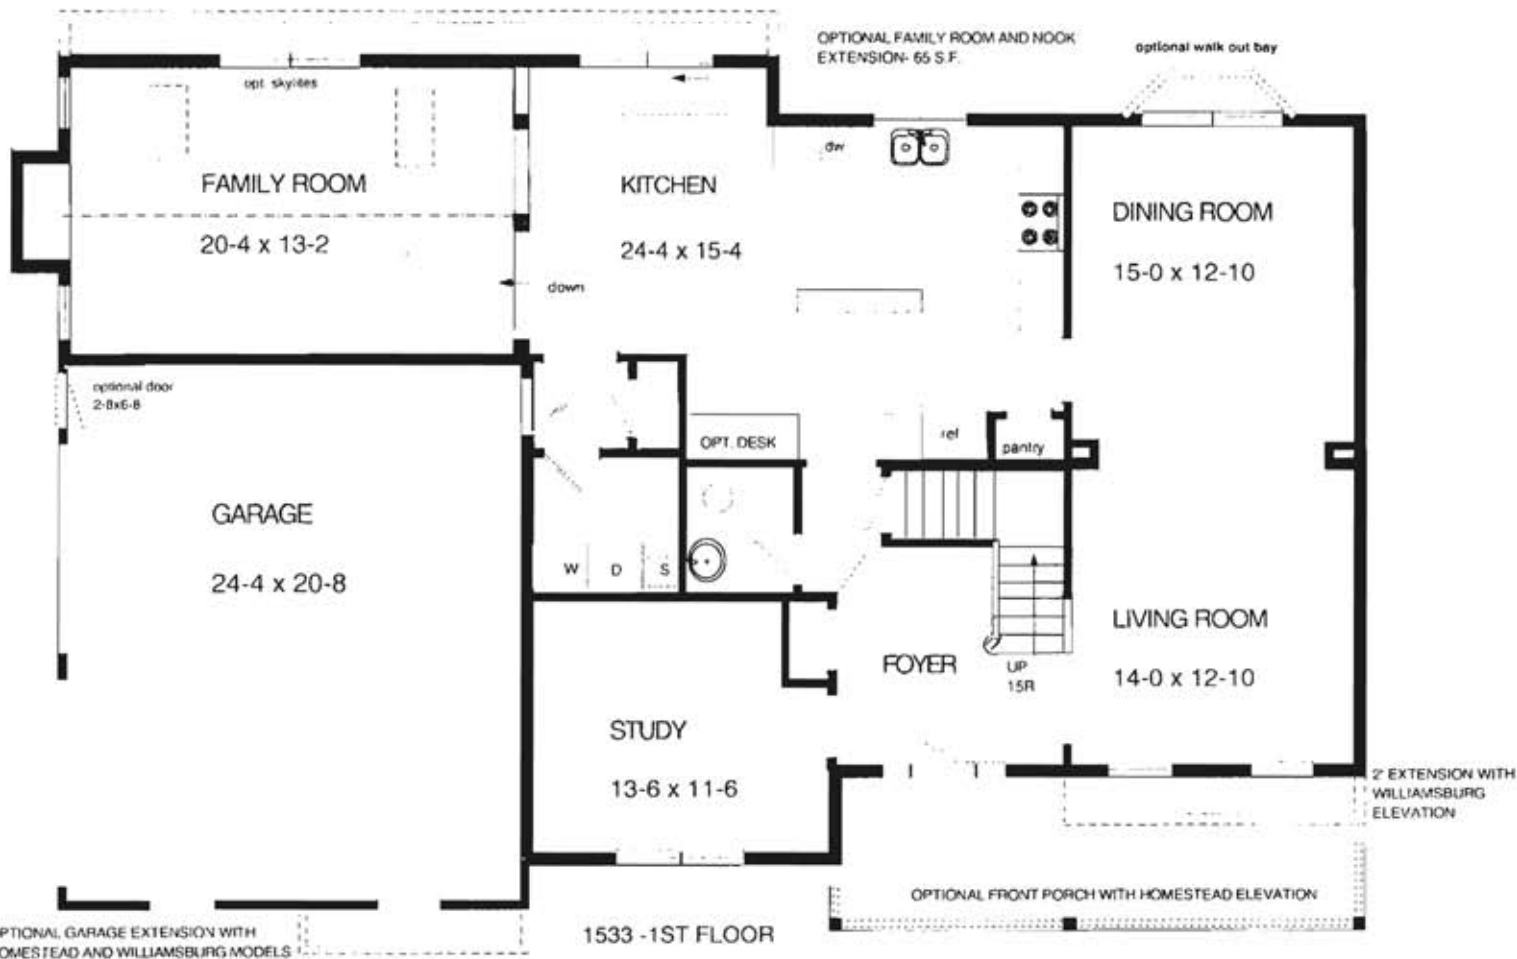 OPTIONAL FAMILY ROOM AND NOOK
EXTENSION- 65 S.F.
optional walk out bay
opt. skylites
dw
FAMILY ROOM
20-4 x 13-2
KITCHEN
24-4 x 15-4
DINING ROOM
15-0 x 12-10
down
optional door
2-8x6-8
OPT. DESK
ref
pantry
GARAGE
24-4 x 20-8
W
D
S
FOYER
UP
15R
LIVING ROOM
14-0 x 12-10
STUDY
13-6 x 11-6
2' EXTENSION WITH
WILLIAMSBURG
ELEVATION
OPTIONAL FRONT PORCH WITH HOMESTEAD ELEVATION
PTIONAL GARAGE EXTENSION WITH
OMESTEAD AND WILLIAMSBURG MODELS
1533 -1ST FLOOR